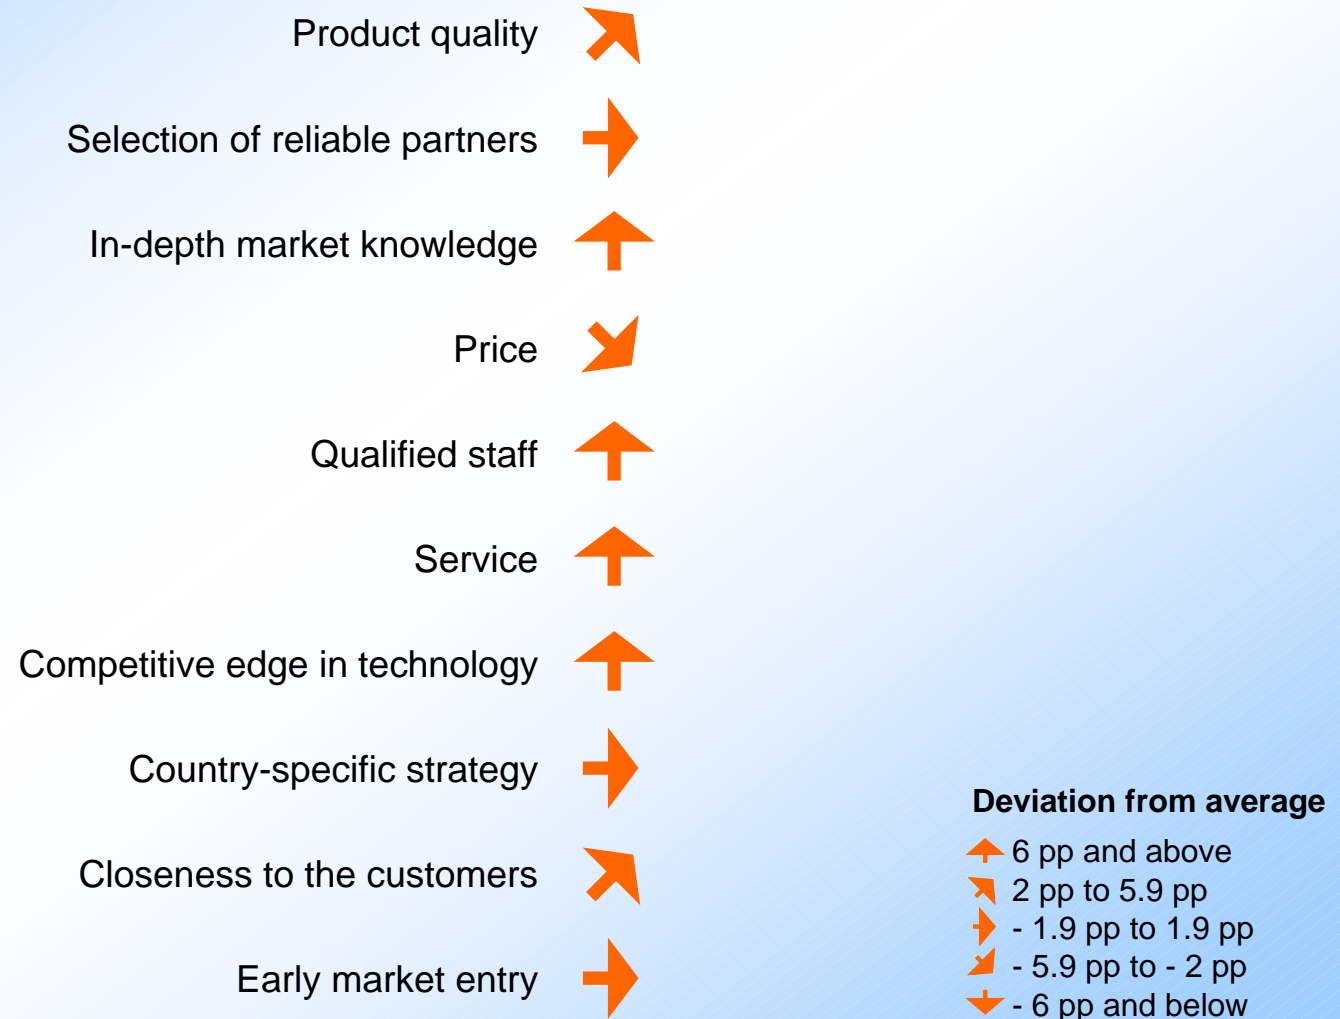 Product quality
Selection of reliable partners
In-depth market knowledge
Price
Qualified staff
Service
Competitive edge in technology
Country-specific strategy
Closeness to the customers
Early market entry
Deviation from average
6 pp and above
2 pp to 5.9 pp
- 1.9 pp to 1.9 pp
- 5.9 pp to - 2 pp
- 6 pp and below